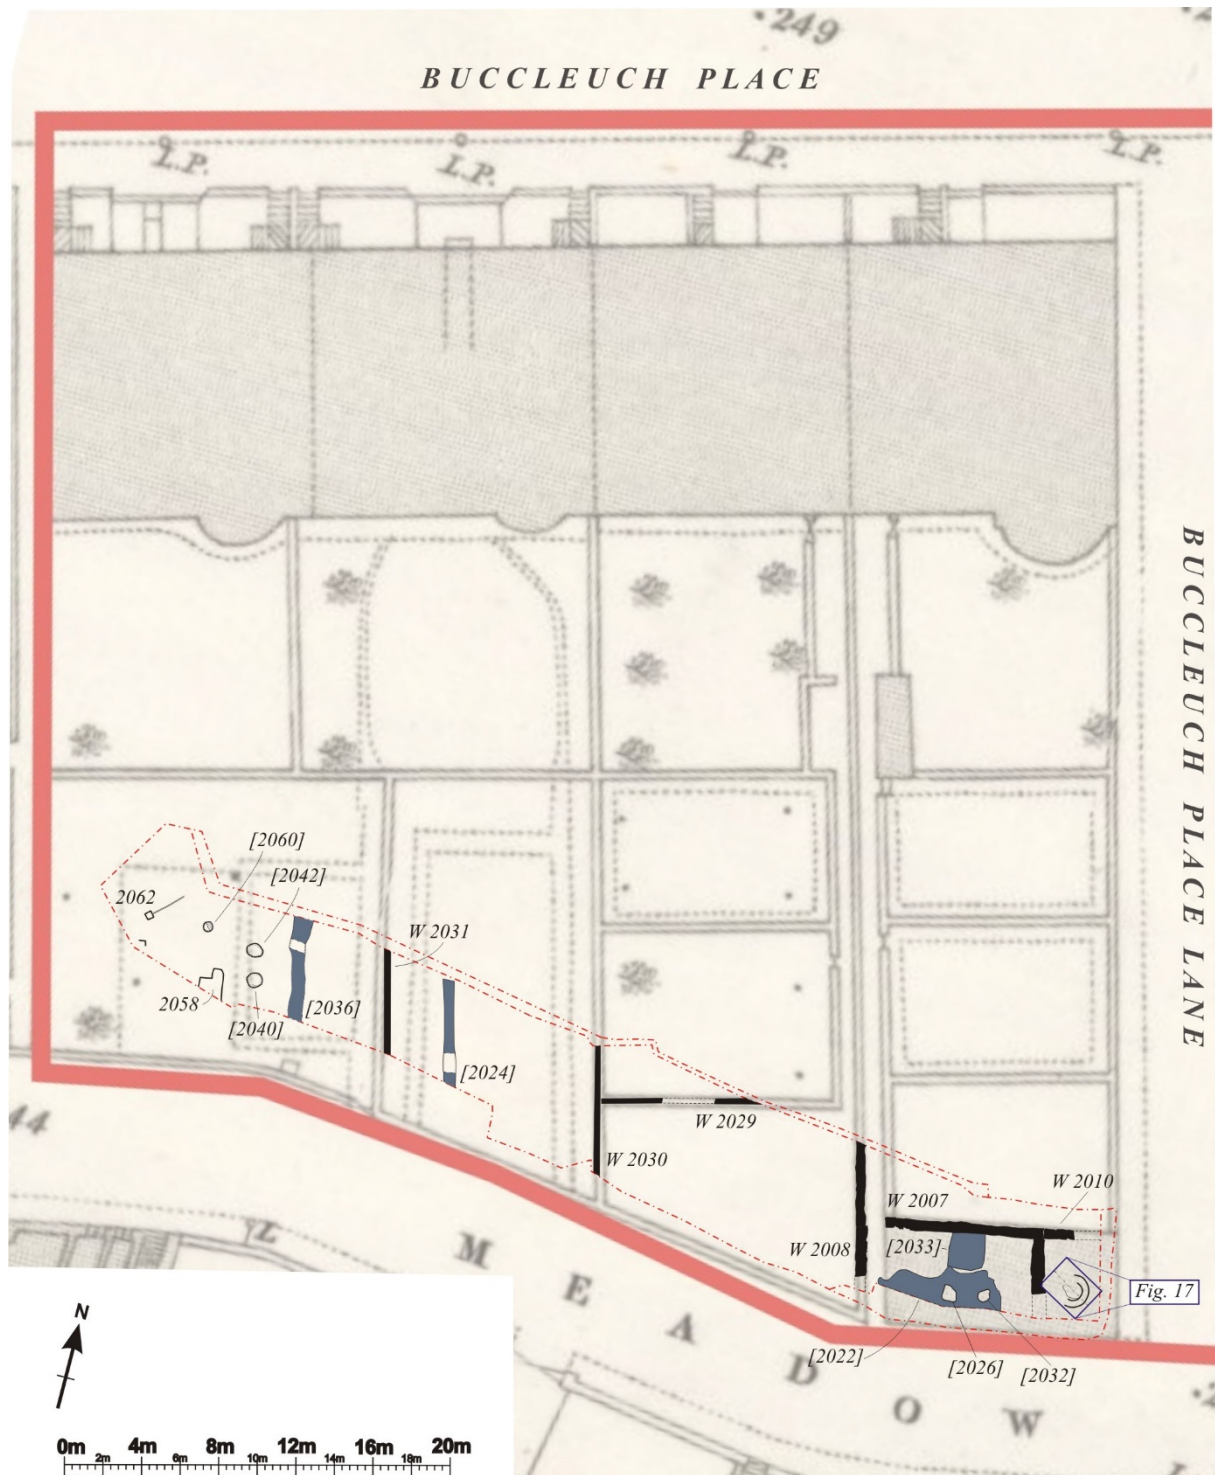 249
BUCCLEUCH PLACE
L.P.
L.P.
L.P.
L.P.
BUCCLEUCH PLACE LANE
[2060]
[2042]
2062
W 2031
2058
[2040]
[2036]
[2024]
W 2029
W 2030
W 2010
W 2007
W 2008
[2033]
Fig. 17
[2022]
[2026]
[2032]
44
L
MEADOW
N
0m 4m 8m 12m 16m 20m
2m 6m 10m 14m 18m